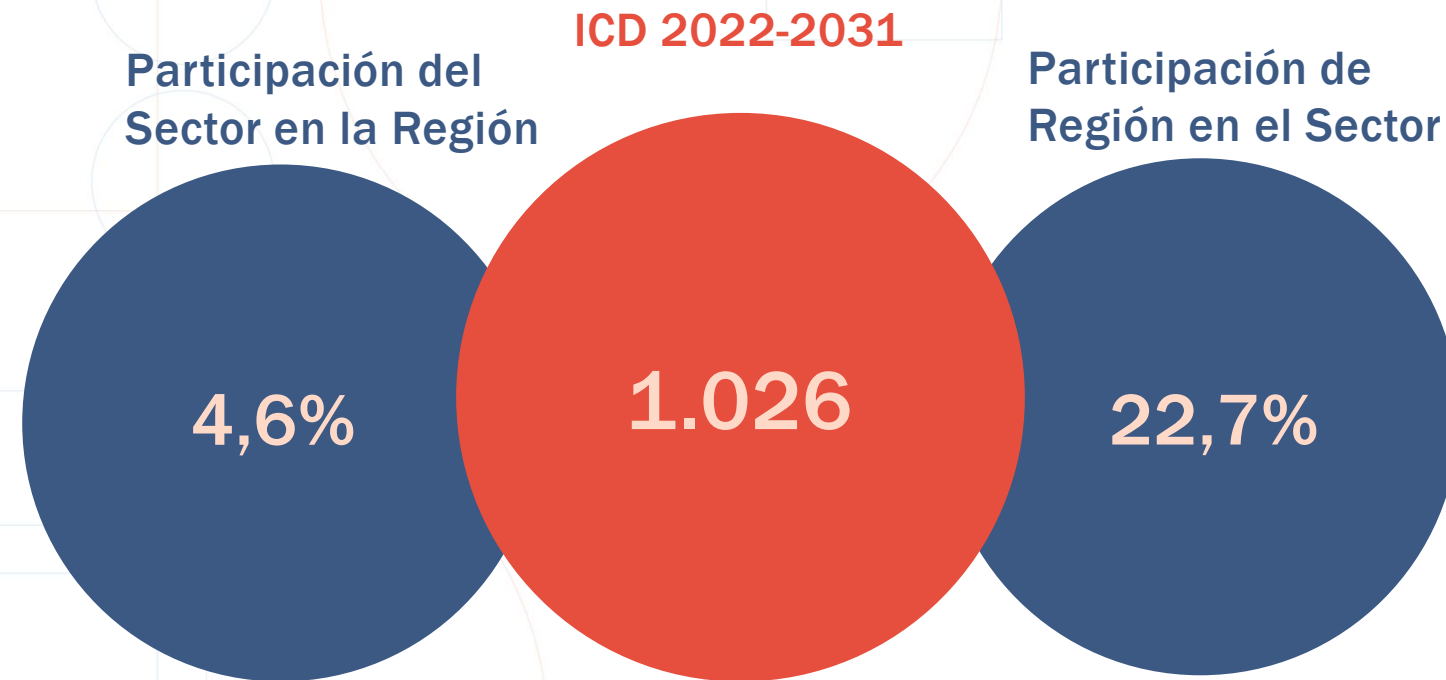 ICD 2022-2031
Participación del
Sector en la Región
Participación de
Región en el Sector
4,6%
1.026
22,7%